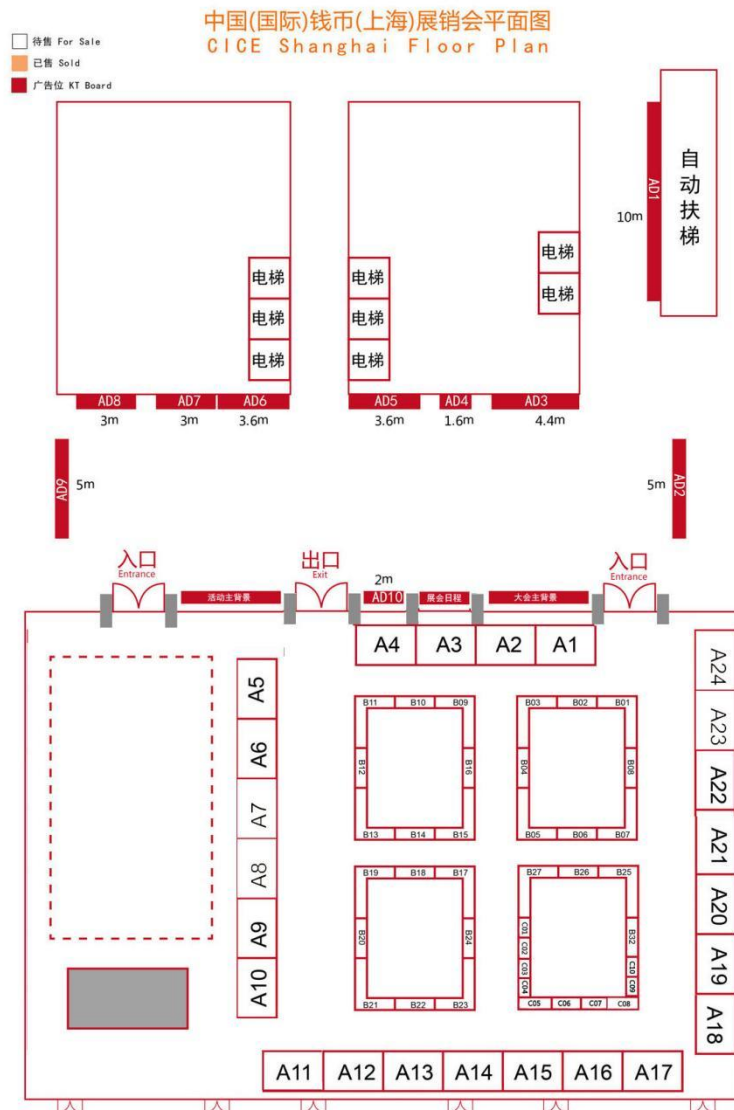 中国(国际)钱币(上海)展销会平面图
CICE Shanghai Floor Plan
待售 For Sale
已售 Sold
广告位 KT Board
AD1
10m
自动扶梯
电梯
电梯
电梯
电梯
电梯
电梯
电梯
电梯
AD8
AD7
AD6
AD5
AD4
AD3
3m
3m
3.6m
3.6m
1.6m
4.4m
AD9
5m
5m
AD2
入口
Entrance
出口
Exit
入口
Entrance
2m
活动主背景
AD10
展会日程
大会主背景
A4
A3
A2
A1
A5
A6
A7
A8
A9
A10
B11
B10
B09
B12
B16
B13
B14
B15
B03
B02
B01
B04
B08
B05
B06
B07
B19
B18
B17
B20
B24
B21
B22
B23
B27
B26
B25
C01
C02
C03
C04
B32
C10
C09
C05
C06
C07
C08
A24
A23
A22
A21
A20
A19
A18
A11
A12
A13
A14
A15
A16
A17